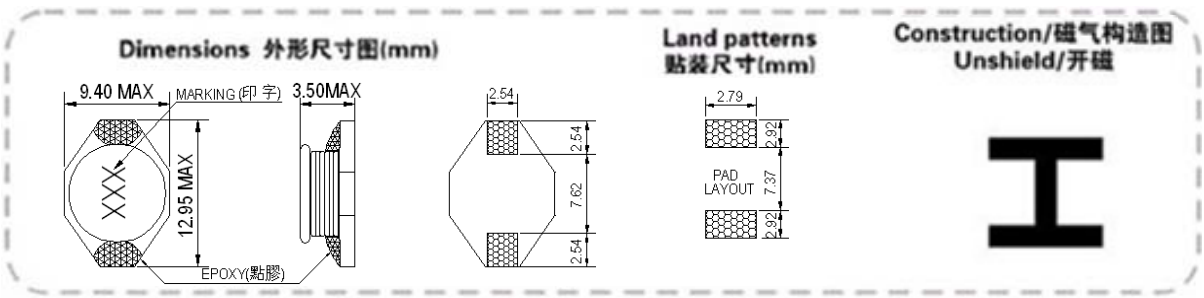 Dimensions 外形尺寸图(mm)
Land patterns
贴装尺寸(mm)
Construction/磁气构造图
Unshield/开磁
9.40 MAX
MARKING(印 字)
3.50MAX
2.54
2.79
XXX
12.95 MAX
2.54
7.62
2.54
PAD
LAYOUT
2.92
7.37
2.92
EPOXY(點膠)